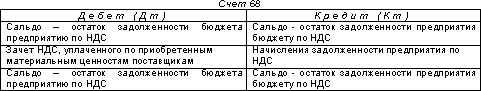 Счет 68
Дебет (Дт)
Кредит (Кт)
Сальдо – остаток задолженности бюджета
предприятию по НДС
Сальдо - остаток задолженности предприятия
бюджету по НДС
Зачет НДС, уплаченного по приобретенным
материальным ценностям поставщикам
Начисления задолженности предприятия по
НДС
Сальдо – остаток задолженности бюджета
предприятию по НДС
Сальдо - остаток задолженности предприятия
бюджету по НДС